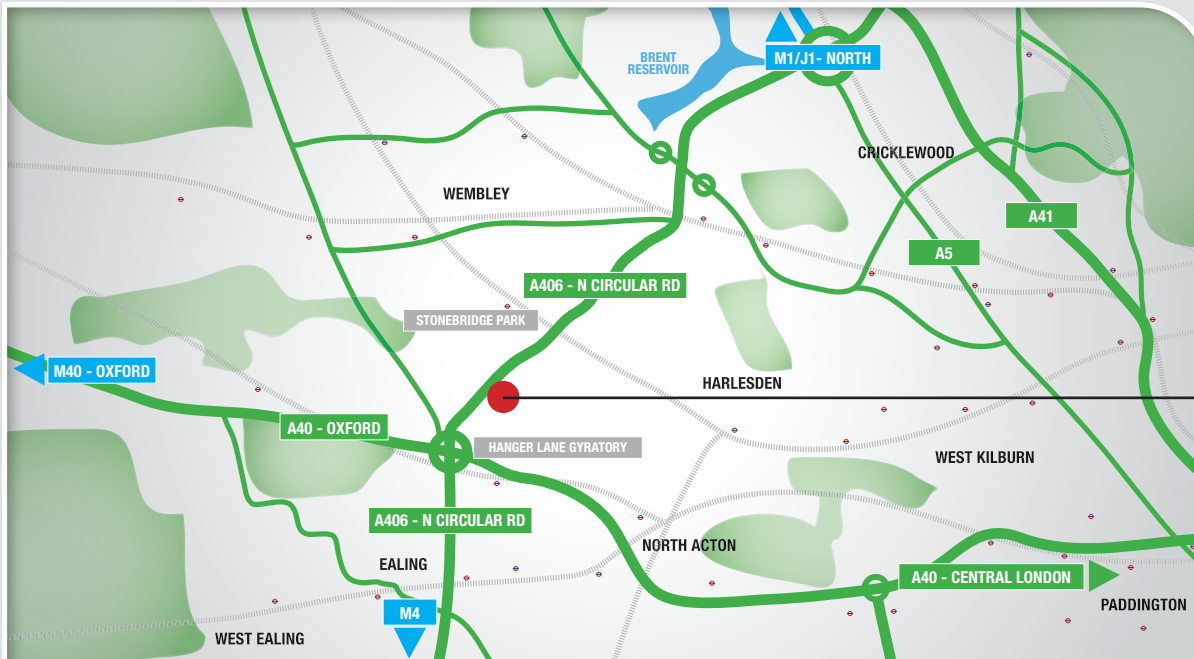 BRENT
RESERVOIR
M1/J1- NORTH
CRICKLEWOOD
WEMBLEY
A41
A5
A406 - N CIRCULAR RD
STONEBRIDGE PARK
M40 - OXFORD
HARLESDEN
A40 - OXFORD
HANGER LANE GYRATORY
WEST KILBURN
A406 - N CIRCULAR RD
NORTH ACTON
EALING
A40 - CENTRAL LONDON
M4
PADDINGTON
WEST EALING